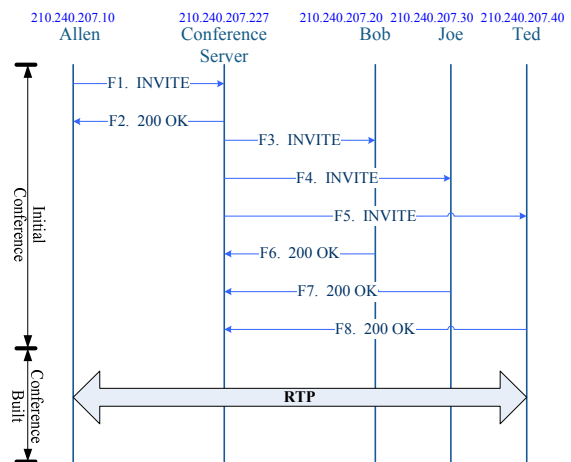 210.240.207.10
210.240.207.227
210.240.207.20
210.240.207.30
210.240.207.40
Allen
Conference
Server
Bob
Joe
Ted
F1. INVITE
F2. 200 OK
F3. INVITE
F4. INVITE
F5. INVITE
F6. 200 OK
F7. 200 OK
F8. 200 OK
Initial
Conference
RTP
Conference
Built